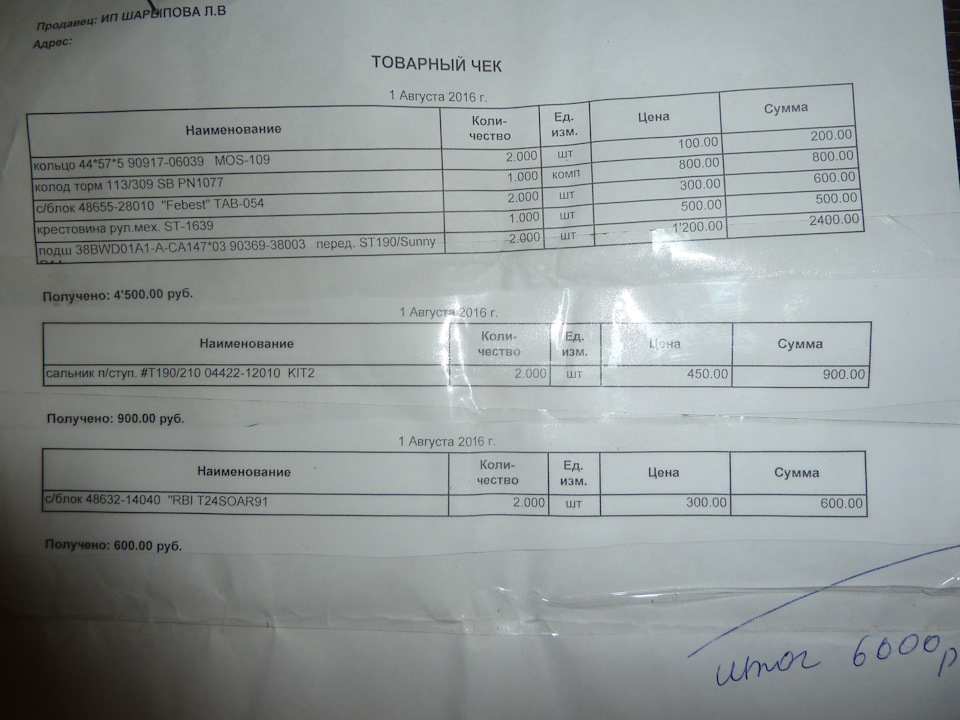 Продавец: ИП ШАРЫПОВА Л.В
Адрес:
ТОВАРНЫЙ ЧЕК
1 Августа 2016 г.
Наименование Коли-чество Ед. изм. Цена Сумма
кольцо 44*57*5 90917-06039 MOS-109 2.000 шт 100.00 200.00
колод торм 113/309 SB PN1077 1.000 комп 800.00 800.00
с/блок 48655-28010 "Febest" TAB-054 2.000 шт 300.00 600.00
крестовина рул.мех. ST-1639 1.000 шт 500.00 500.00
подш 38BWD01A1-A-CA147*03 90369-38003 перед. ST190/Sunny 2.000 шт 1'200.00 2400.00
Получено: 4'500.00 руб.
1 Августа 2016 г.
Наименование Коли-чество Ед. изм. Цена Сумма
сальник п/ступ. #T190/210 04422-12010 KIT2 2.000 шт 450.00 900.00
Получено: 900.00 руб.
1 Августа 2016 г.
Наименование Коли-чество Ед. изм. Цена Сумма
с/блок 48632-14040 "RBI T24SOAR91 2.000 шт 300.00 600.00
Получено: 600.00 руб.
итог 6000р